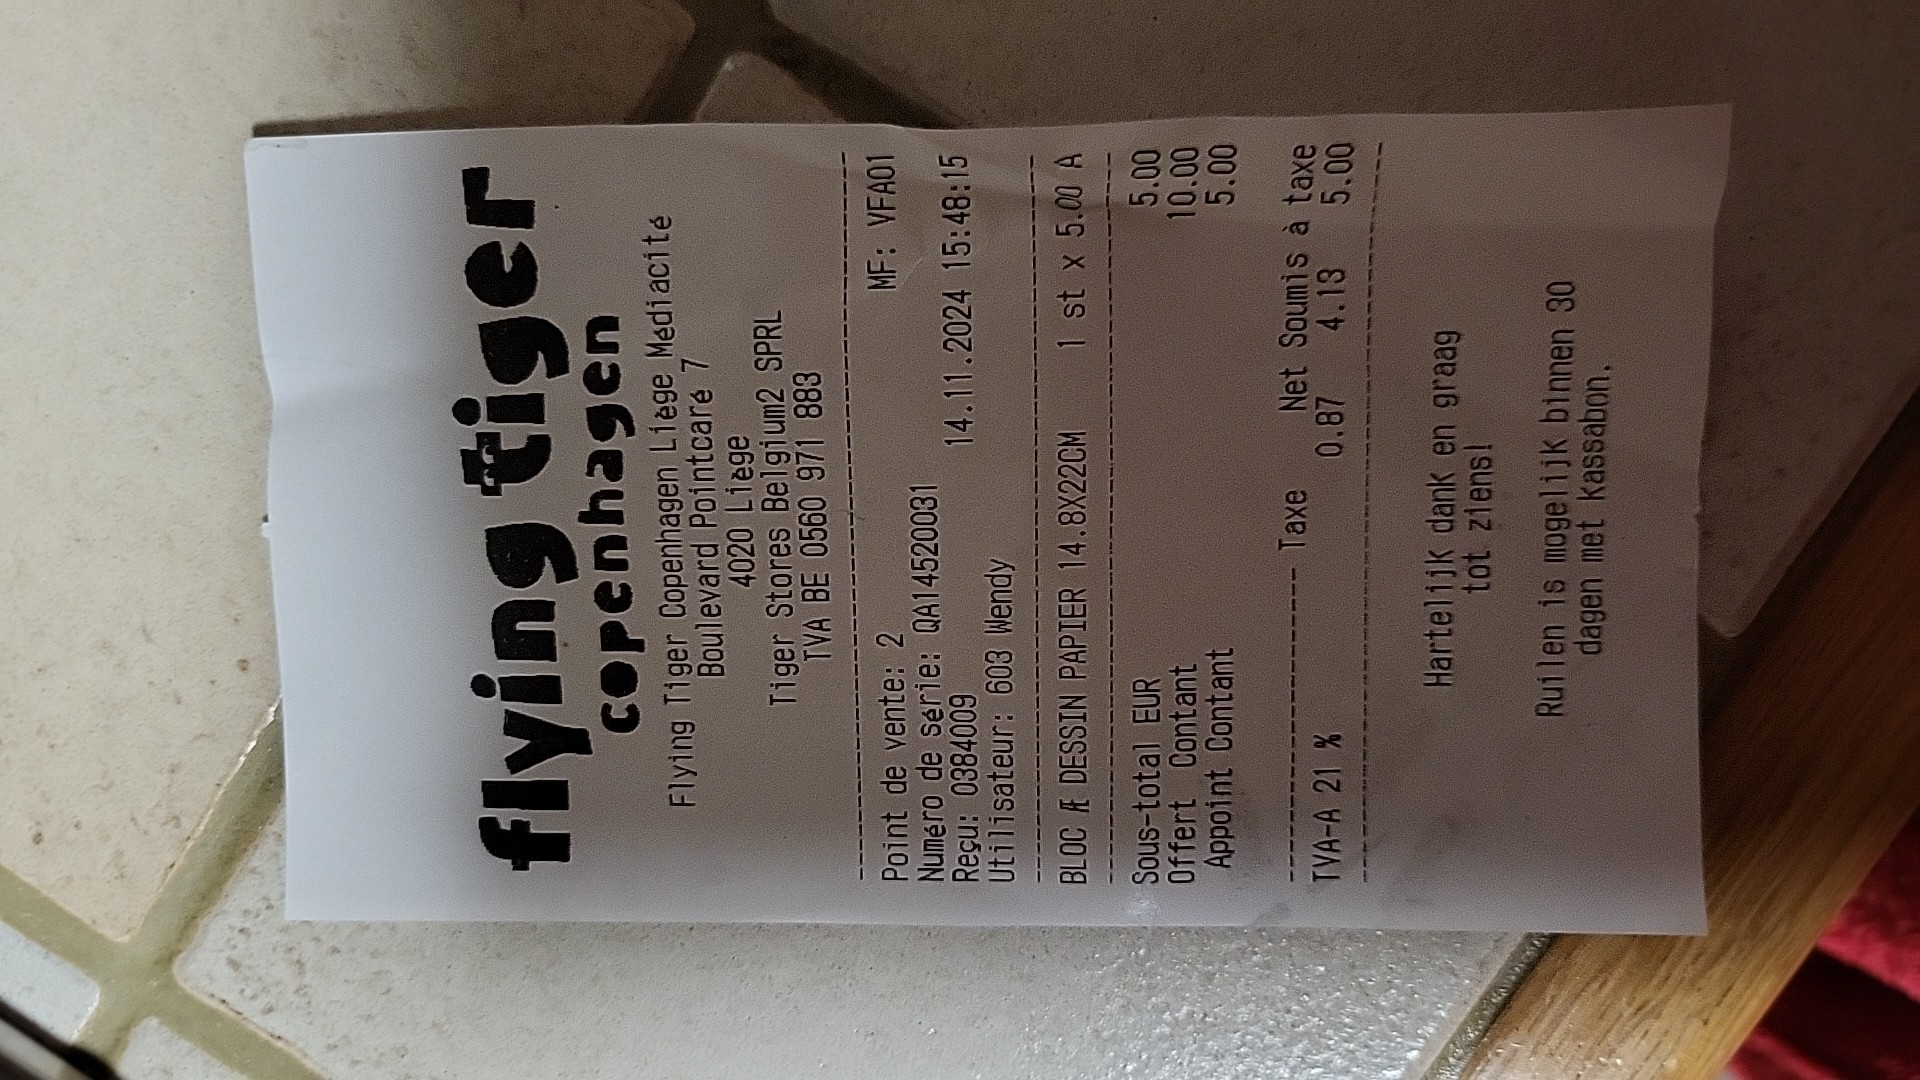 flying tiger
copenhagen
Flying Tiger Copenhagen Liège Médiacité
Boulevard Pointcaré 7
4020 Liège
Tiger Stores Belgium2 SPRL
TVA BE 0560 971 883
Point de vente: 2 MF: VFA01
Numéro de série: QA14520031
Reçu: 0384009 14.11.2024 15:48:15
Utilisateur: 603 Wendy
BLOC Æ DESSIN PAPIER 14.8X22CM 1 st x 5.00 A
Sous-total EUR 5.00
Offert Contant 10.00
Appoint Contant 5.00
Taxe Net Soumis à taxe
TVA-A 21 % 0.87 4.13 5.00
Hartelijk dank en graag
tot ziens!
Ruilen is mogelijk binnen 30
dagen met kassabon.